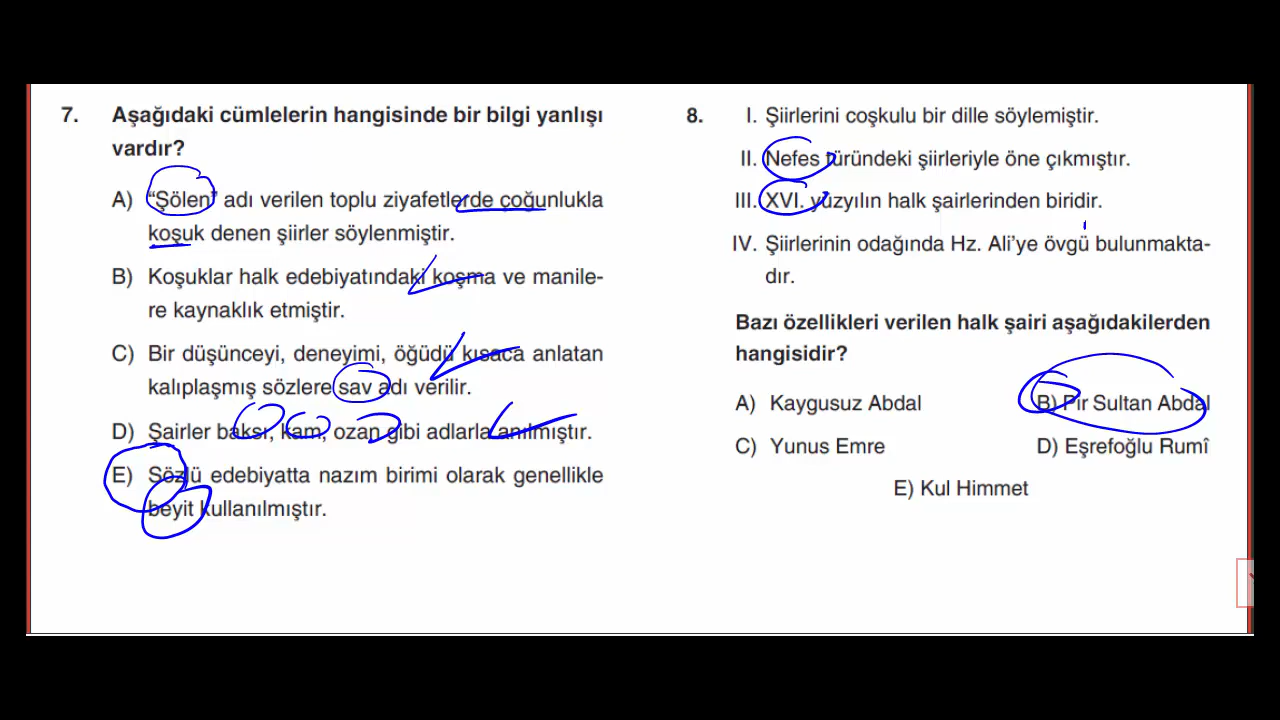 7. Aşağıdaki cümlelerin hangisinde bir bilgi yanlışı
vardır?
A) “Şölen” adı verilen toplu ziyafetlerde çoğunlukla
koşuk denen şiirler söylenmiştir.
B) Koşuklar halk edebiyatındaki koşma ve manile-
re kaynaklık etmiştir.
C) Bir düşünceyi, deneyimi, öğüdü kısaca anlatan
kalıplaşmış sözlere sav adı verilir.
D) Şairler baksı, kam, ozan gibi adlarla anılmıştır.
E) Sözlü edebiyatta nazım birimi olarak genellikle
beyit kullanılmıştır.
8. I. Şiirlerini coşkulu bir dille söylemiştir.
II. Nefes türündeki şiirleriyle öne çıkmıştır.
III. XVI. yüzyılın halk şairlerinden biridir.
IV. Şiirlerinin odağında Hz. Ali’ye övgü bulunmakta-
dır.
Bazı özellikleri verilen halk şairi aşağıdakilerden
hangisidir?
A) Kaygusuz Abdal
B) Pir Sultan Abdal
C) Yunus Emre
D) Eşrefoğlu Rumî
E) Kul Himmet